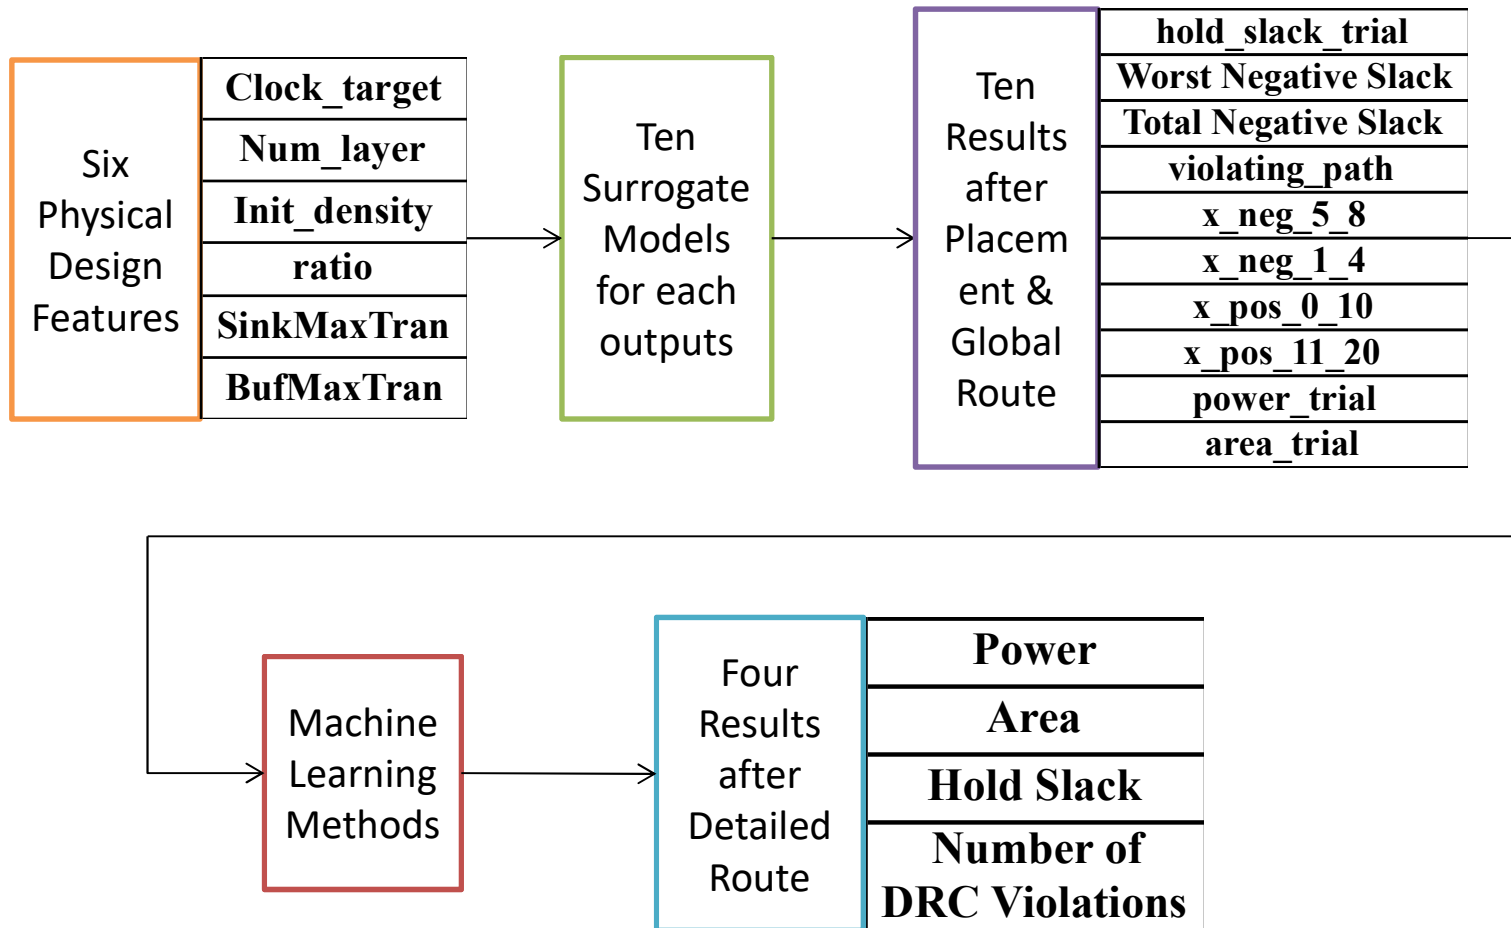 Six
Physical
Design
Features
Clock_target
Num_layer
Init_density
ratio
SinkMaxTran
BufMaxTran
Ten
Surrogate
Models
for each
outputs
Ten
Results
after
Placem
ent &
Global
Route
hold_slack_trial
Worst Negative Slack
Total Negative Slack
violating_path
x_neg_5_8
x_neg_1_4
x_pos_0_10
x_pos_11_20
power_trial
area_trial
Machine
Learning
Methods
Four
Results
after
Detailed
Route
Power
Area
Hold Slack
Number of
DRC Violations